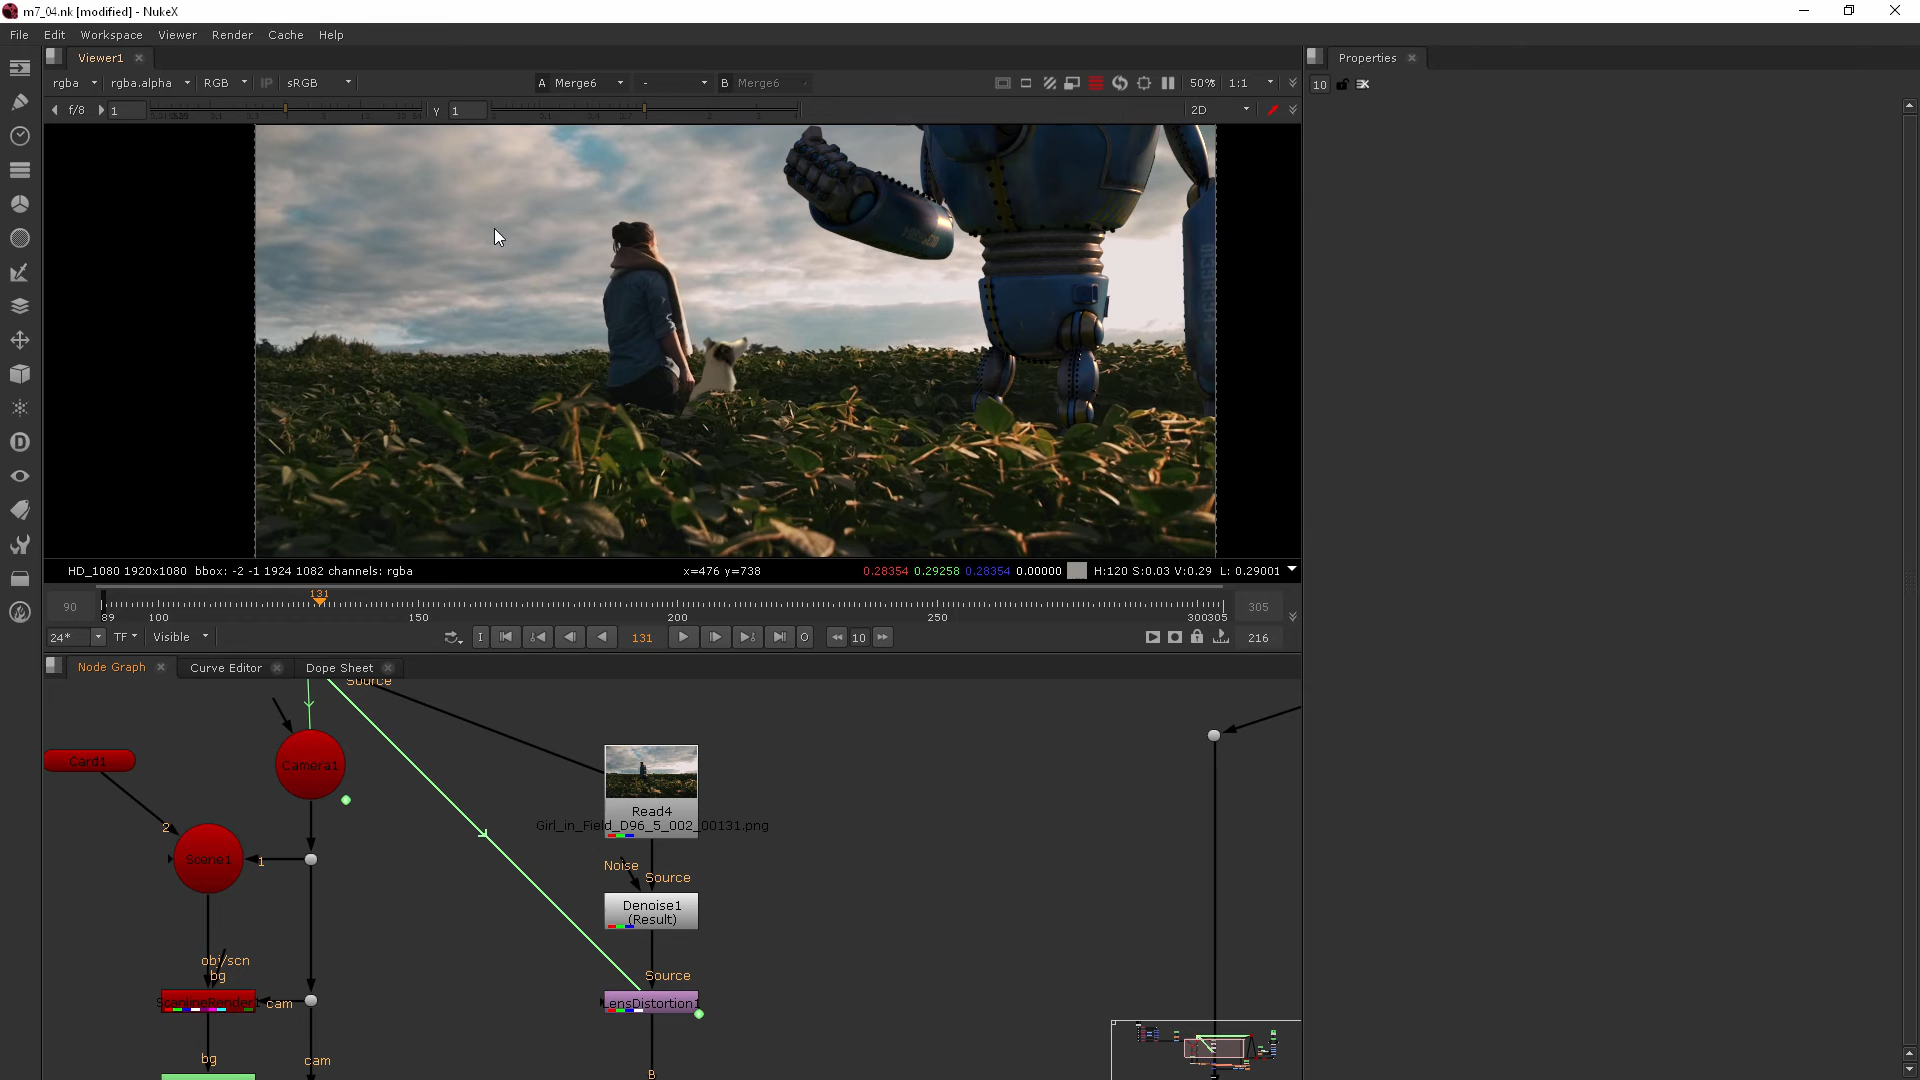 m7_04.nk [modified] - NukeX
File Edit Workspace Viewer Render Cache Help
Viewer1
Properties
rgba rgba.alpha RGB IP sRGB A Merge6 - B Merge6 50% 1:1
10
f/8 1 Y 1 2D
HD_1080 1920x1080 bbox: -2 -1 1924 1082 channels: rgba x=476 y=738 0.28354 0.29258 0.28354 0.00000 H:120 S:0.03 V:0.29 L: 0.29001
131
90 305
89 100 150 200 250 300305
24* TF Visible I 131 O 10 216
Node Graph Curve Editor Dope Sheet
Source
Card1
Camera1
Read4
Girl_in_Field_D96_5_002_00131.png
2
Scene1
1
Noise
Source
Denoise1
(Result)
obj/scn
bg
Source
ScanlineRender1
cam
LensDistortion1
bg
cam
B